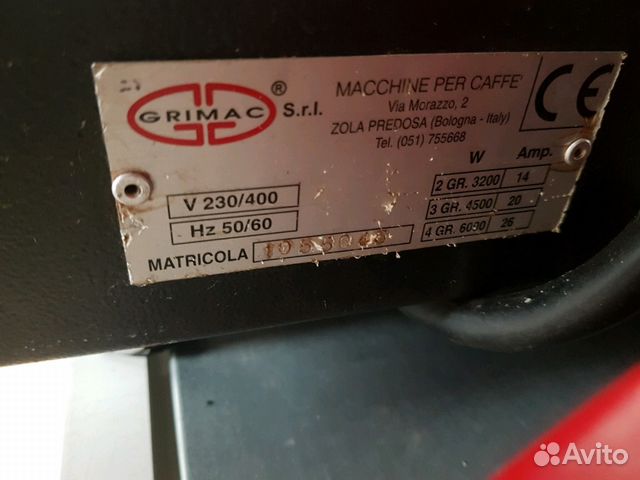 GRIMAC ® S.r.l.
MACCHINE PER CAFFE'
Via Morazzo, 2
ZOLA PREDOSA (Bologna - Italy)
Tel. (051) 755668
CE
V 230/400
Hz 50/60
MATRICOLA
W Amp.
2 GR. 3200 14
3 GR. 4500 20
4 GR. 6090 26
Avito